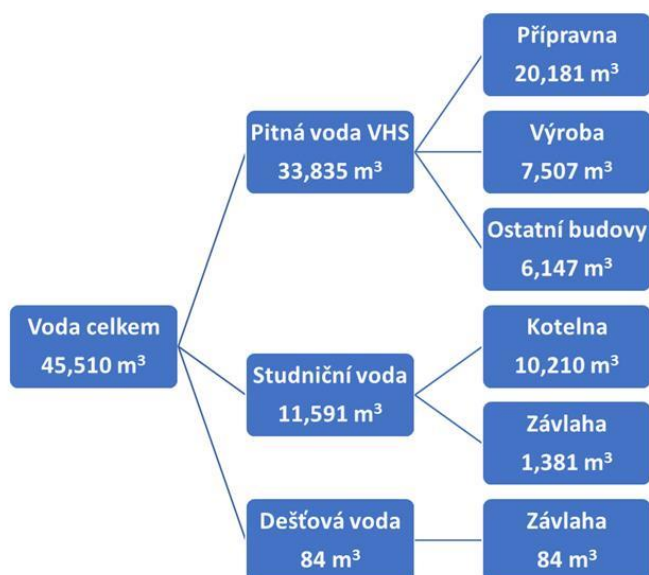 Voda celkem
45,510 m³
Pitná voda VHS
33,835 m³
Přípravna
20,181 m³
Výroba
7,507 m³
Ostatní budovy
6,147 m³
Studniční voda
11,591 m³
Kotelna
10,210 m³
Závlaha
1,381 m³
Dešťová voda
84 m³
Závlaha
84 m³